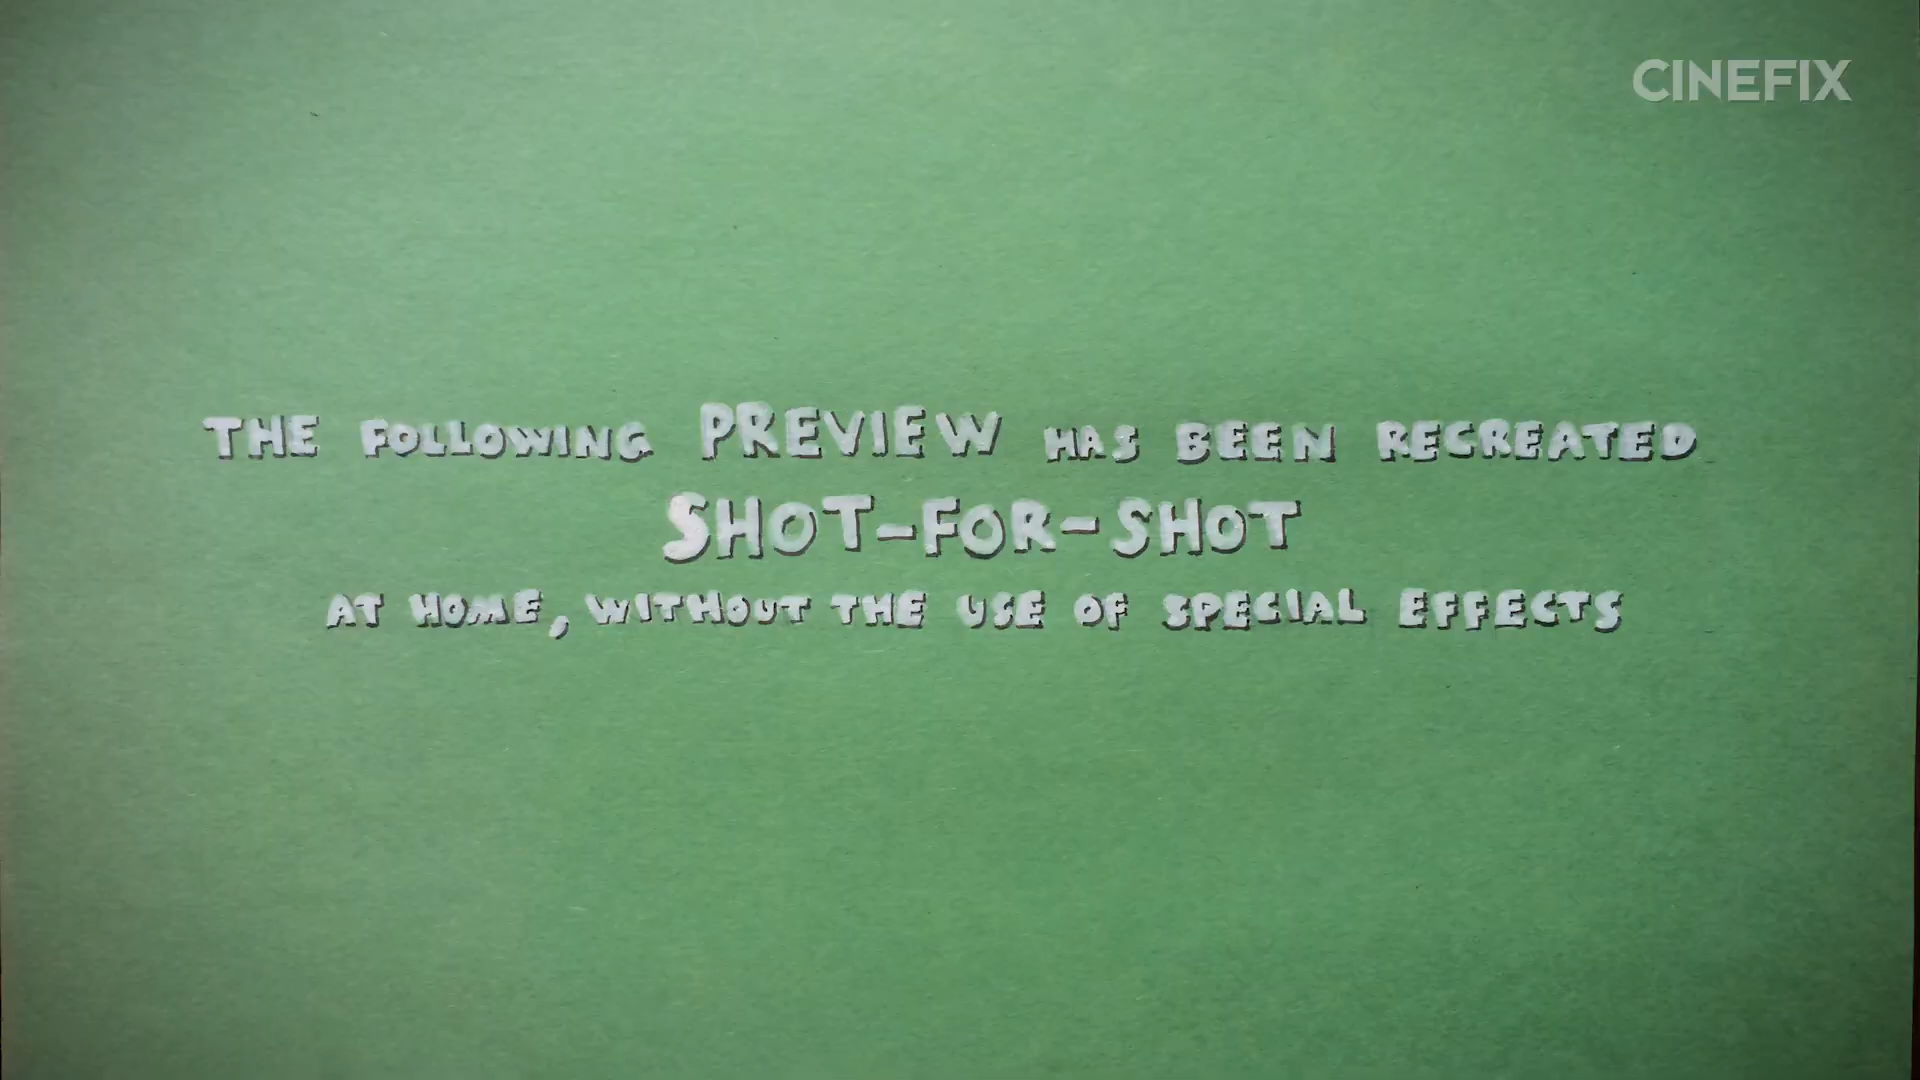 CINEFIX
THE FOLLOWING PREVIEW HAS BEEN RECREATED
SHOT-FOR-SHOT
AT HOME, WITHOUT THE USE OF SPECIAL EFFECTS